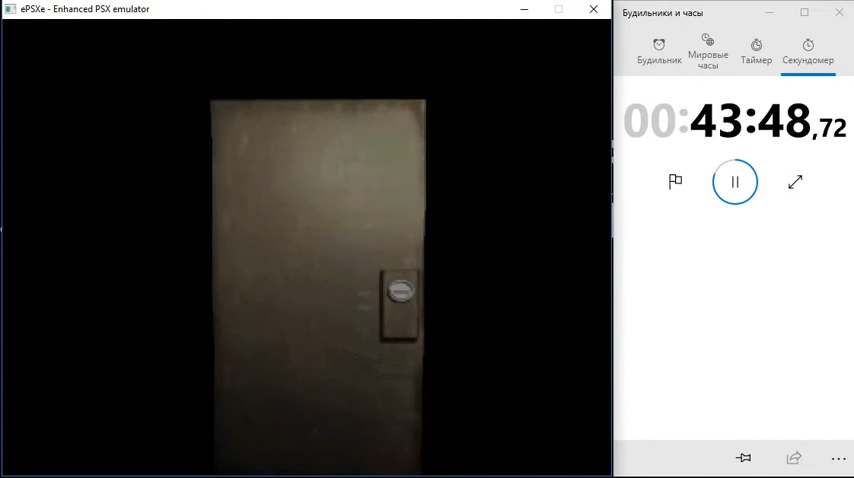 ePSXe - Enhanced PSX emulator
Будильники и часы
Будильник
Мировые
часы
Таймер
Секундомер
00:43:48,72